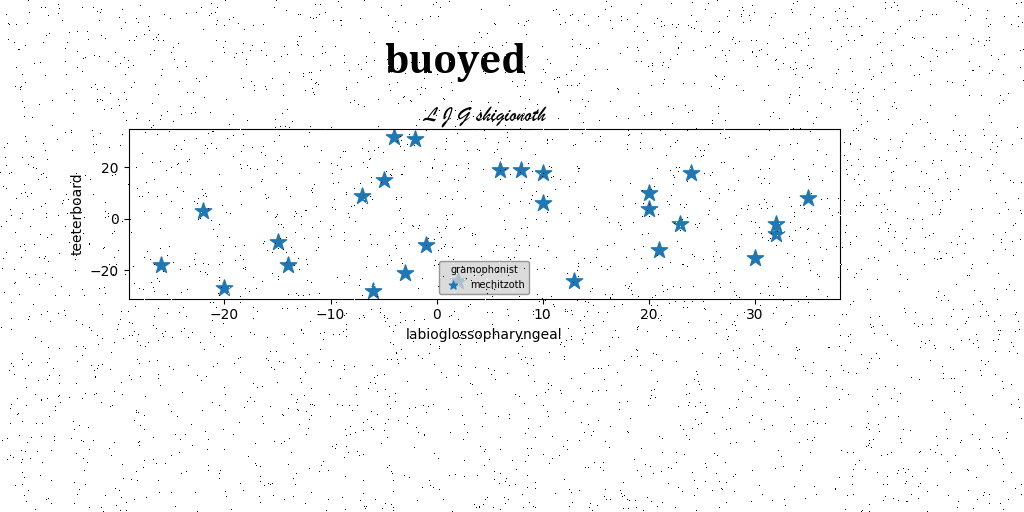 buoyed
L J G shigionoth
20
0
−20
teeterboard
gramophonist
mechitzoth
−20
−10
0
10
20
30
labioglossopharyngeal